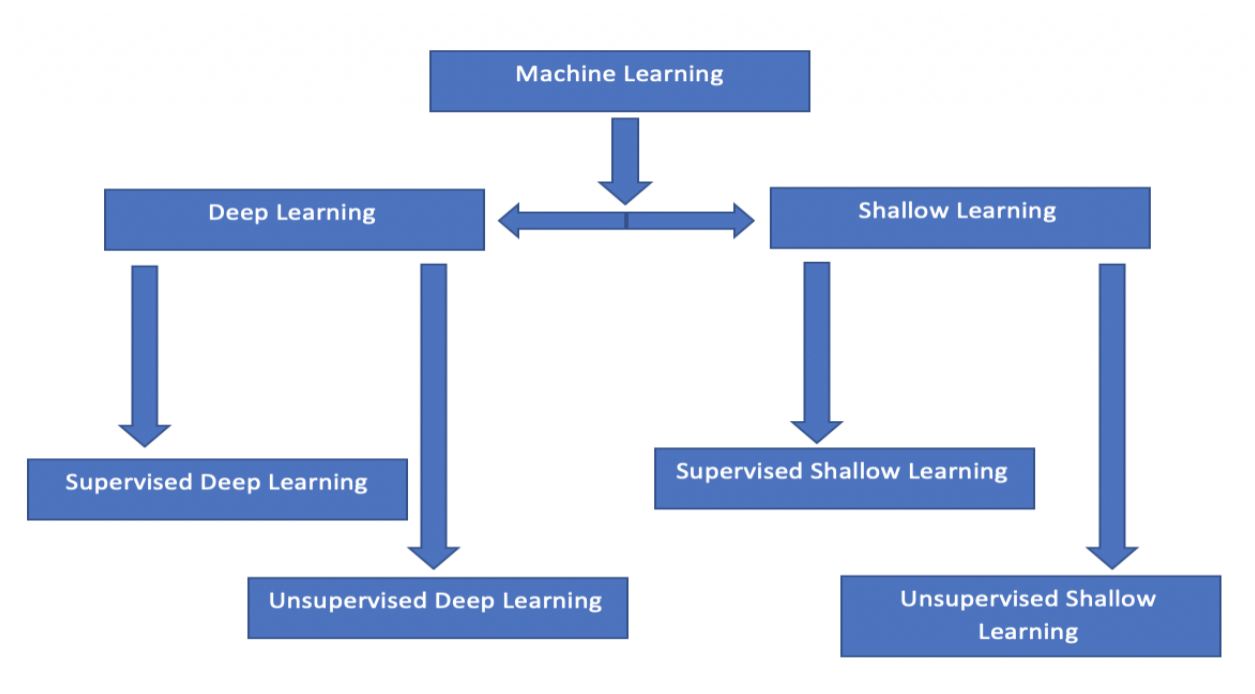 Machine Learning
Deep Learning
Shallow Learning
Supervised Deep Learning
Supervised Shallow Learning
Unsupervised Deep Learning
Unsupervised Shallow
Learning